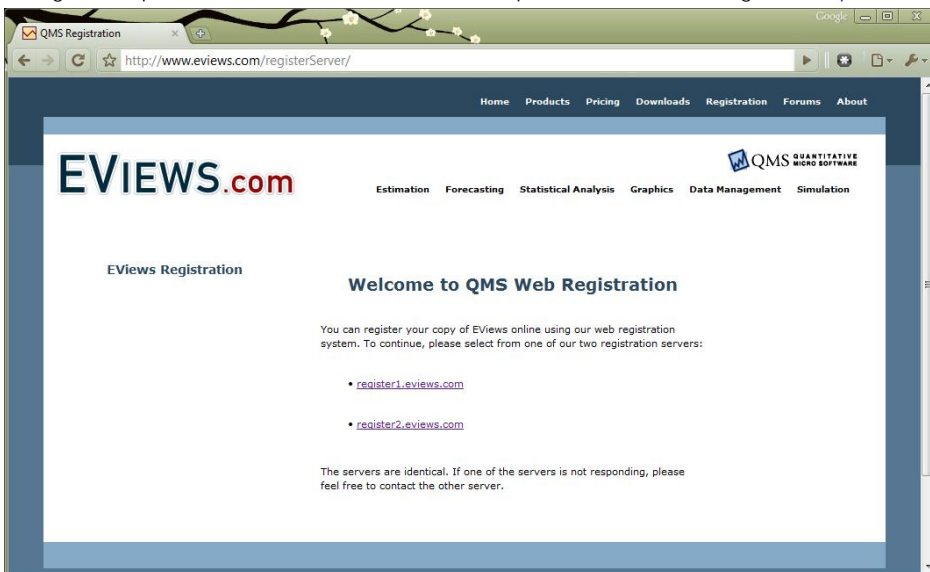 QMS Registration
Google
http://www.eviews.com/registerServer/
Home Products Pricing Downloads Registration Forums About
EVIEWS.com
QMS QUANTITATIVE MICRO SOFTWARE
Estimation Forecasting Statistical Analysis Graphics Data Management Simulation
EViews Registration
Welcome to QMS Web Registration
You can register your copy of EViews online using our web registration
system. To continue, please select from one of our two registration servers:
• register1.eviews.com
• register2.eviews.com
The servers are identical. If one of the servers is not responding, please
feel free to contact the other server.